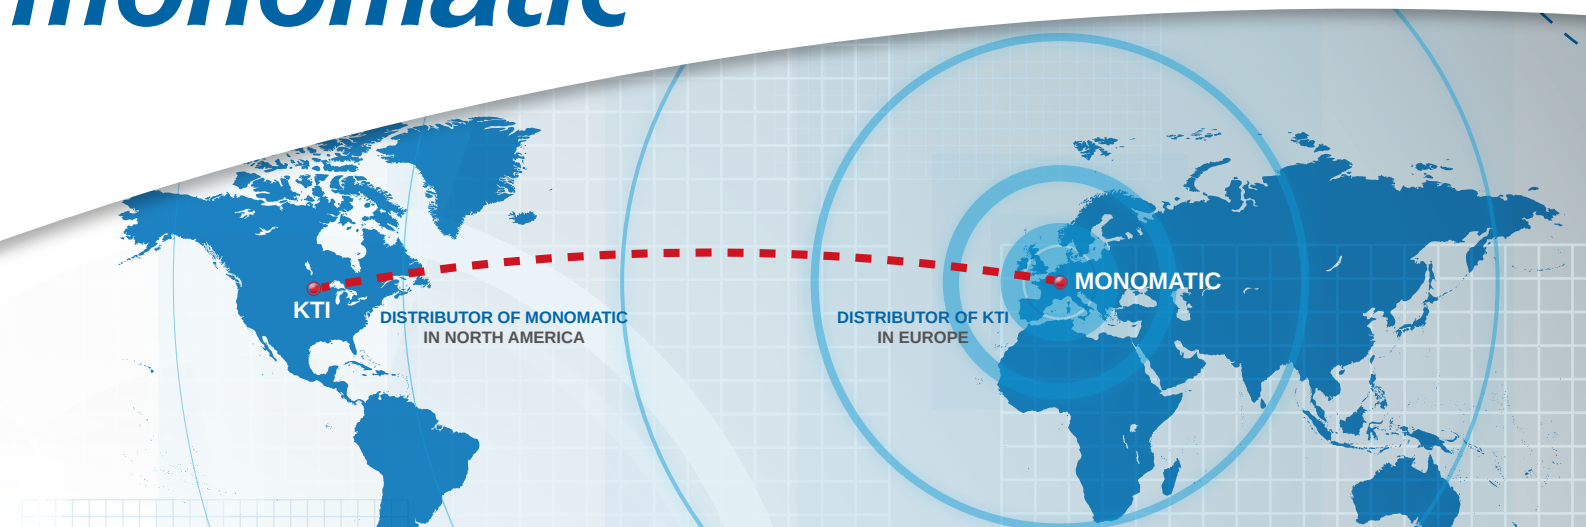 monomatic
KTI
MONOMATIC
DISTRIBUTOR OF MONOMATIC
IN NORTH AMERICA
DISTRIBUTOR OF KTI
IN EUROPE